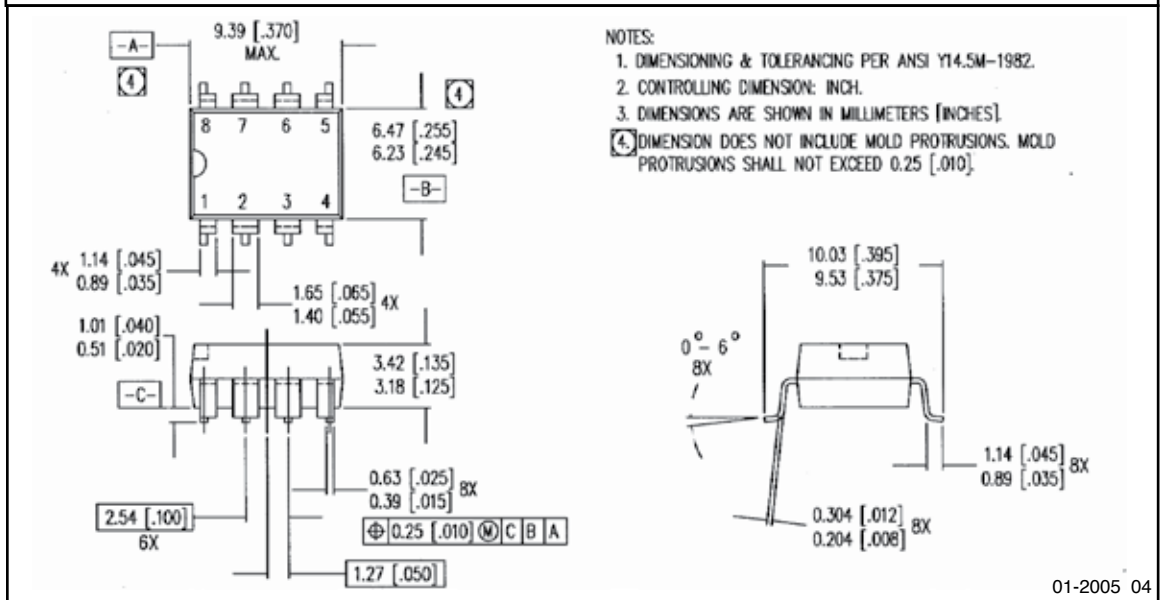 9.39 [.370]
MAX.
-A-
4
4
8 7 6 5
1 2 3 4
6.47 [.255]
6.23 [.245]
-B-
4X 1.14 [.045]
0.89 [.035]
1.65 [.065] 4X
1.40 [.055]
1.01 [.040]
0.51 [.020]
-C-
3.42 [.135]
3.18 [.125]
0.63 [.025] 8X
0.39 [.015]
2.54 [.100]
6X
⌖ 0.25 [.010] Ⓜ C B A
1.27 [.050]
NOTES:
1. DIMENSIONING & TOLERANCING PER ANSI Y14.5M-1982.
2. CONTROLLING DIMENSION: INCH.
3. DIMENSIONS ARE SHOWN IN MILLIMETERS [INCHES].
4. DIMENSION DOES NOT INCLUDE MOLD PROTRUSIONS. MOLD
PROTRUSIONS SHALL NOT EXCEED 0.25 [.010].
10.03 [.395]
9.53 [.375]
0°-6°
8X
1.14 [.045] 8X
0.89 [.035]
0.304 [.012] 8X
0.204 [.008]
01-2005 04